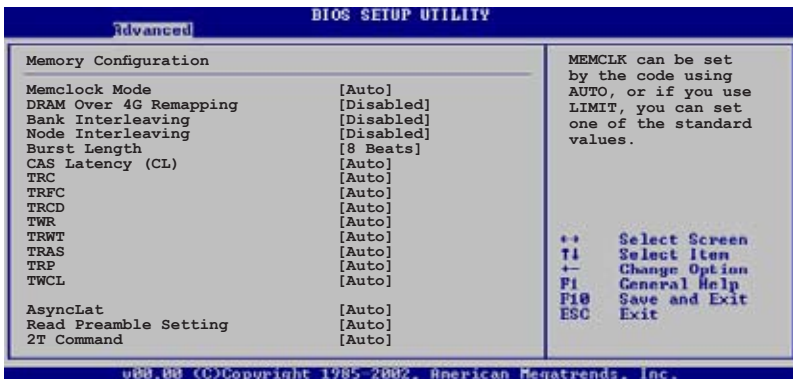 BIOS SETUP UTILITY
Advanced
Memory Configuration
Memclock Mode [Auto]
DRAM Over 4G Remapping [Disabled]
Bank Interleaving [Disabled]
Node Interleaving [Disabled]
Burst Length [8 Beats]
CAS Latency (CL) [Auto]
TRC [Auto]
TRFC [Auto]
TRCD [Auto]
TWR [Auto]
TRWT [Auto]
TRAS [Auto]
TRP [Auto]
TWCL [Auto]
AsyncLat [Auto]
Read Preamble Setting [Auto]
2T Command [Auto]
MEMCLK can be set
by the code using
AUTO, or if you use
LIMIT, you can set
one of the standard
values.
←→ Select Screen
↑↓ Select Item
+- Change Option
F1 General Help
F10 Save and Exit
ESC Exit
v00.00 (C)Copyright 1985-2002, American Megatrends, Inc.